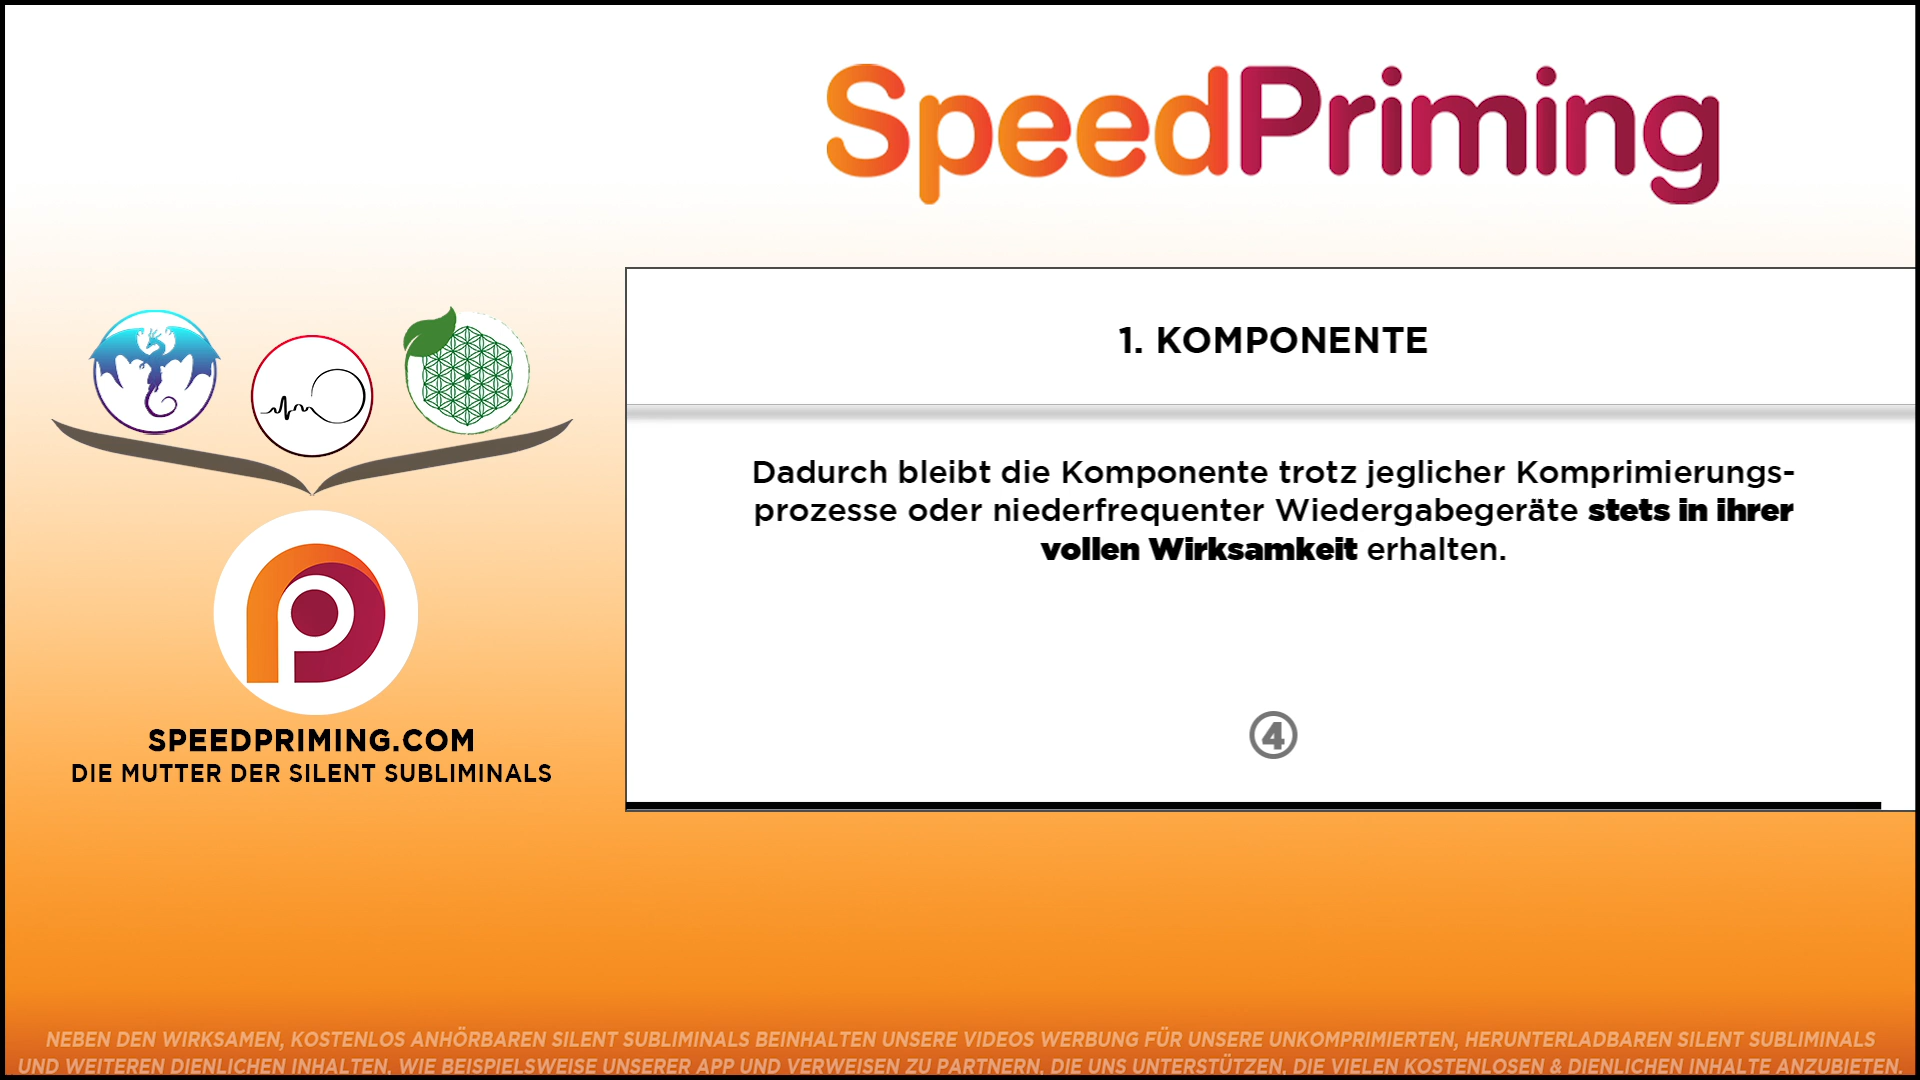 SpeedPriming
1. KOMPONENTE
Dadurch bleibt die Komponente trotz jeglicher Komprimierungs-
prozesse oder niederfrequenter Wiedergabegeräte stets in ihrer
vollen Wirksamkeit erhalten.
4
SPEEDPRIMING.COM
DIE MUTTER DER SILENT SUBLIMINALS
NEBEN DEN WIRKSAMEN, KOSTENLOS ANHÖRBAREN SILENT SUBLIMINALS BEINHALTEN UNSERE VIDEOS WERBUNG FÜR UNSERE UNKOMPRIMIERTEN, HERUNTERLADBAREN SILENT SUBLIMINALS
UND WEITEREN DIENLICHEN INHALTEN, WIE BEISPIELSWEISE UNSERER APP UND VERWEISEN ZU PARTNERN, DIE UNS UNTERSTÜTZEN, DIE VIELEN KOSTENLOSEN & DIENLICHEN INHALTE ANZUBIETEN.